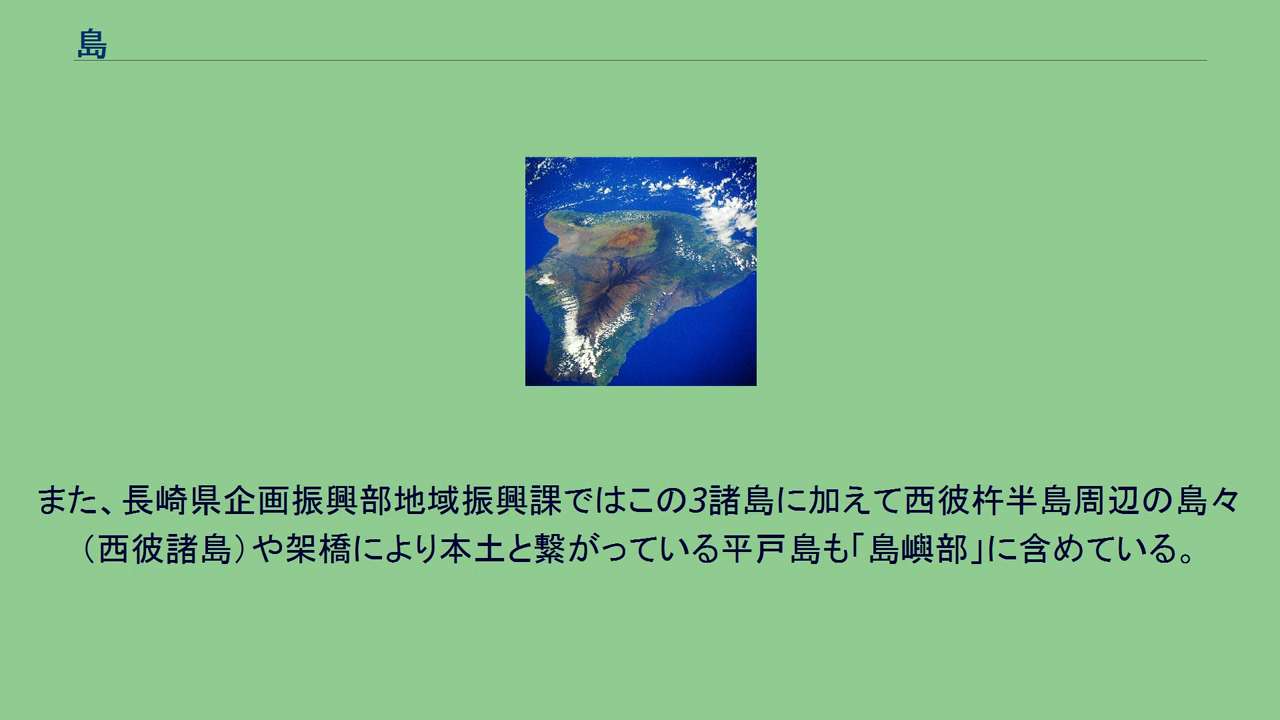 島
また、長崎県企画振興部地域振興課ではこの3諸島に加えて西彼杵半島周辺の島々
（西彼諸島）や架橋により本土と繋がっている平戸島も「島嶼部」に含めている。